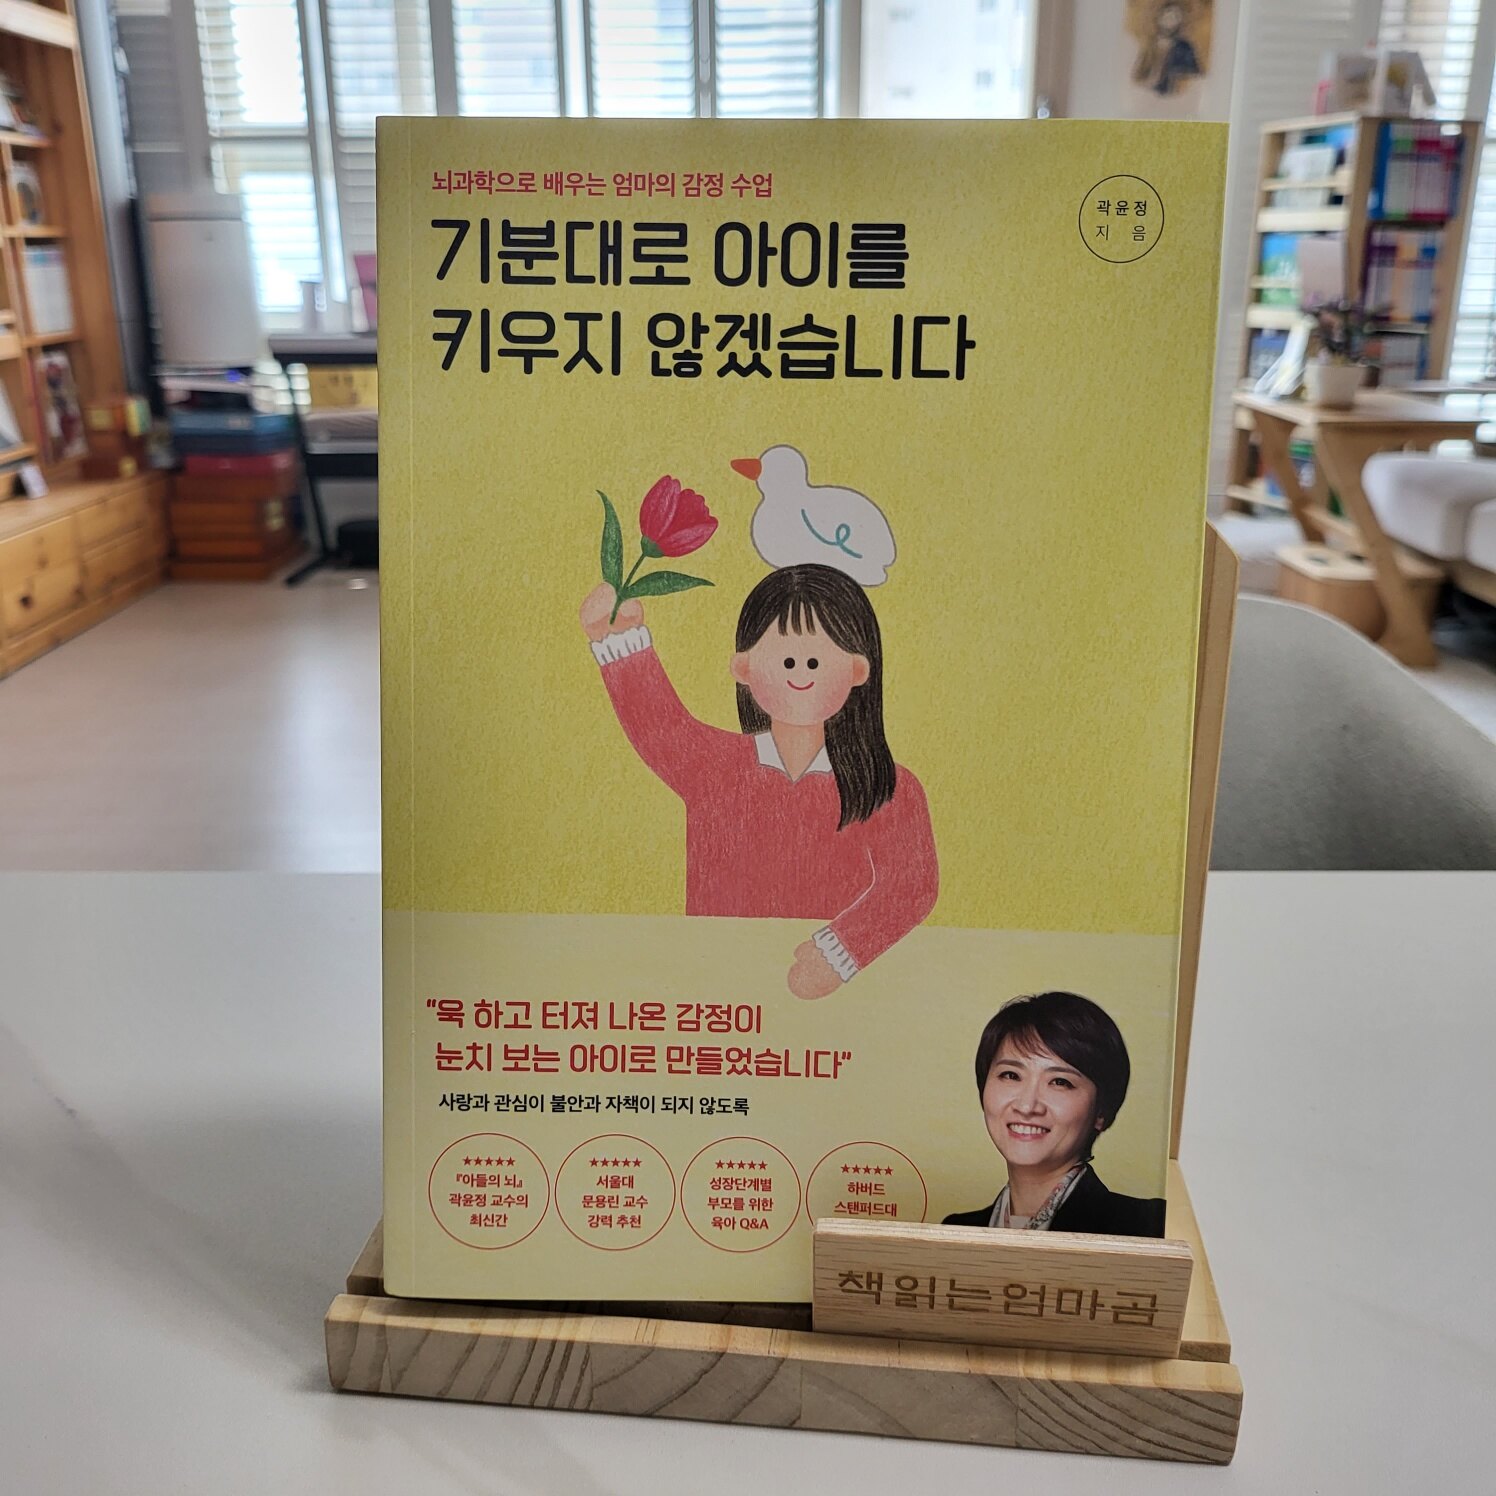 뇌과학으로 배우는 엄마의 감정 수업
기분대로 아이를
키우지 않겠습니다
곽윤정
지음
"욱 하고 터져 나온 감정이
눈치 보는 아이로 만들었습니다"
사랑과 관심이 불안과 자책이 되지 않도록
★★★★★
『아들의 뇌』
곽윤정 교수의
최신간
★★★★★
서울대
문용린 교수
강력 추천
★★★★★
성장단계별
부모를 위한
육아 Q&A
★★★★★
하버드
스탠퍼드대
책읽는엄마곰